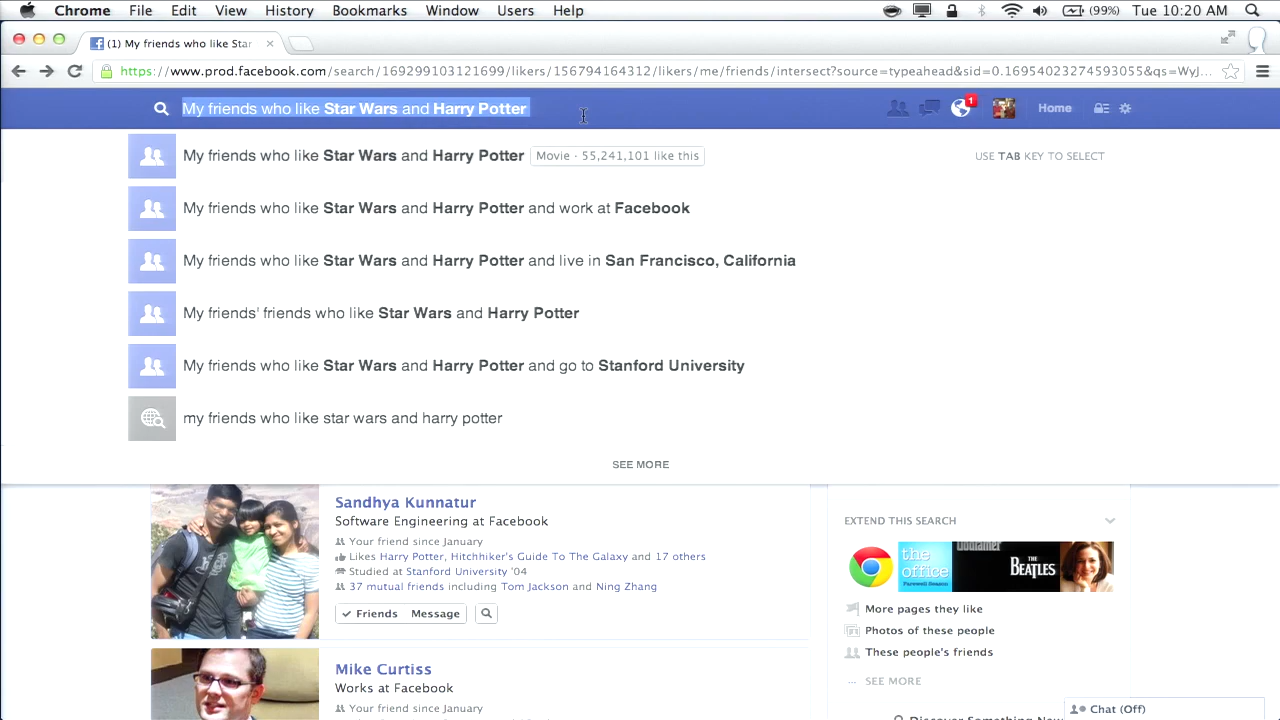 Chrome File Edit View History Bookmarks Window Users Help (99%) Tue 10:20 AM
(1) My friends who like Star
https://www.prod.facebook.com/search/169299103121699/likers/156794164312/likers/me/friends/intersect?source=typeahead&sid=0.16954023274593055&qs=WyJ...
My friends who like Star Wars and Harry Potter 1 Home
My friends who like Star Wars and Harry Potter Movie · 55,241,101 like this USE TAB KEY TO SELECT
My friends who like Star Wars and Harry Potter and work at Facebook
My friends who like Star Wars and Harry Potter and live in San Francisco, California
My friends' friends who like Star Wars and Harry Potter
My friends who like Star Wars and Harry Potter and go to Stanford University
my friends who like star wars and harry potter
SEE MORE
Sandhya Kunnatur
Software Engineering at Facebook
Your friend since January
Likes Harry Potter, Hitchhiker's Guide To The Galaxy and 17 others
Studied at Stanford University '04
37 mutual friends including Tom Jackson and Ning Zhang
Friends Message
Mike Curtiss
Works at Facebook
Your friend since January
EXTEND THIS SEARCH
the
office
Farewell Season
THE
BEATLES
More pages they like
Photos of these people
These people's friends
... SEE MORE
Discover Something New
Chat (Off)